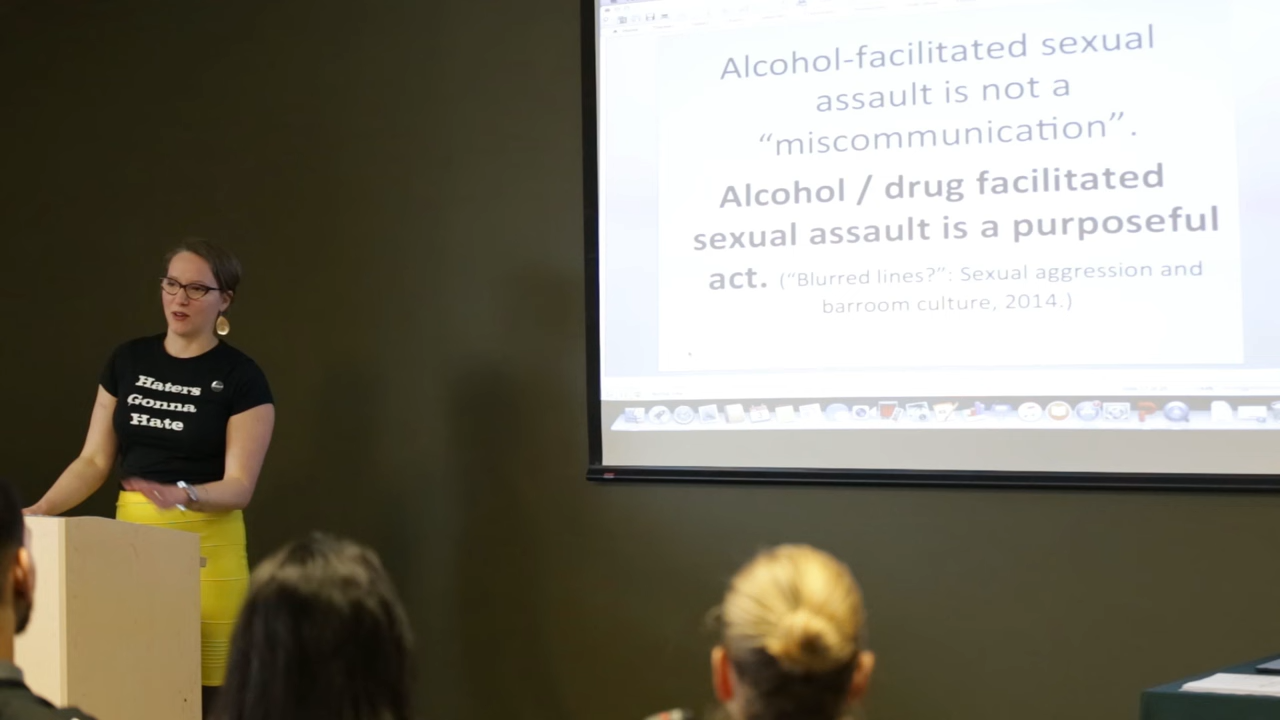 Alcohol-facilitated sexual
assault is not a
“miscommunication”.
Alcohol / drug facilitated
sexual assault is a purposeful
act. (“Blurred lines?”: Sexual aggression and
barroom culture, 2014.)
Haters
Gonna
Hate